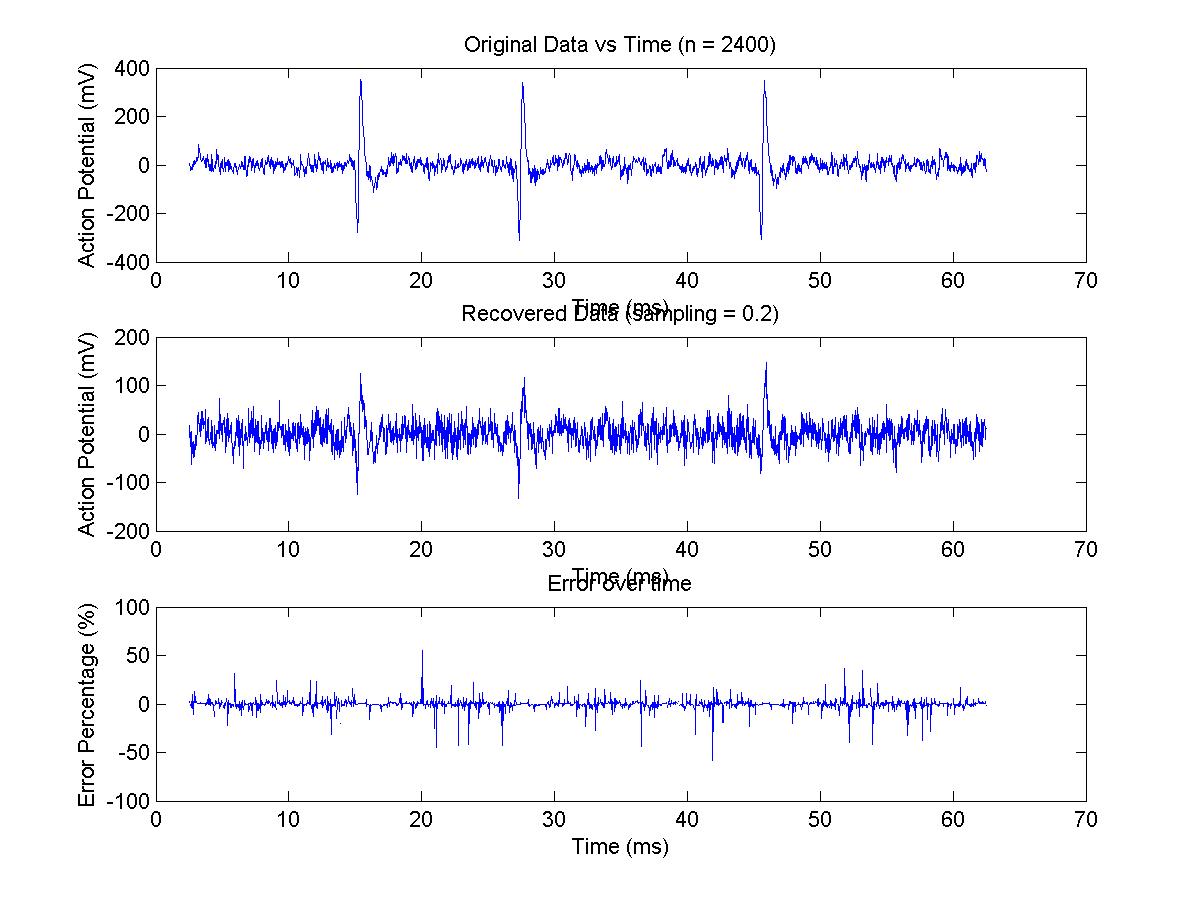 Original Data vs Time (n = 2400)
Action Potential (mV)
400
200
0
-200
-400
0 10 20 30 40 50 60 70
Time (ms)
Recovered Data (sampling = 0.2)
Action Potential (mV)
200
100
0
-100
-200
0 10 20 30 40 50 60 70
Time (ms)
Error over time
Error Percentage (%)
100
50
0
-50
-100
0 10 20 30 40 50 60 70
Time (ms)